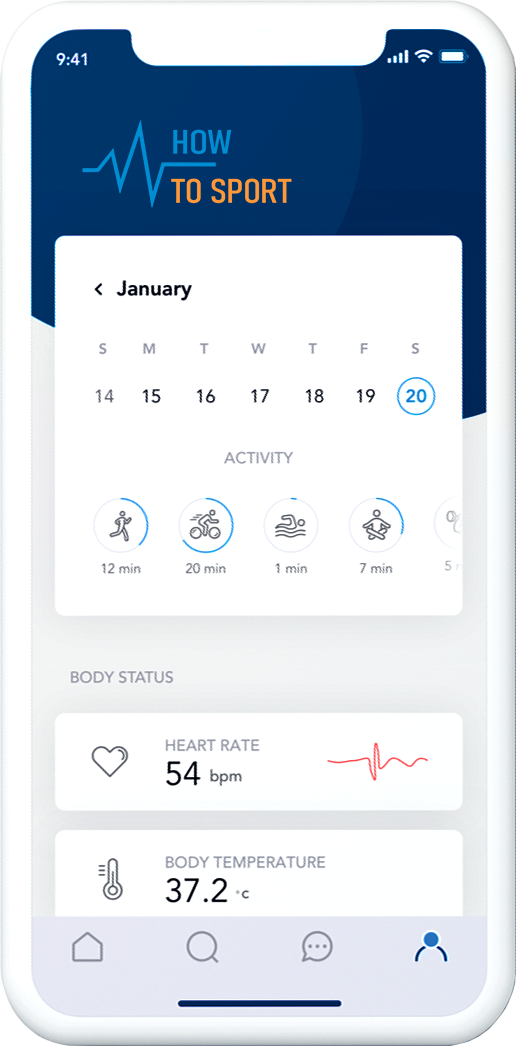 9:41
HOW
TO SPORT
January
S M T W T F S
14 15 16 17 18 19 20
ACTIVITY
12 min 20 min 1 min 7 min 5
BODY STATUS
HEART RATE
54 bpm
BODY TEMPERATURE
37.2 °c